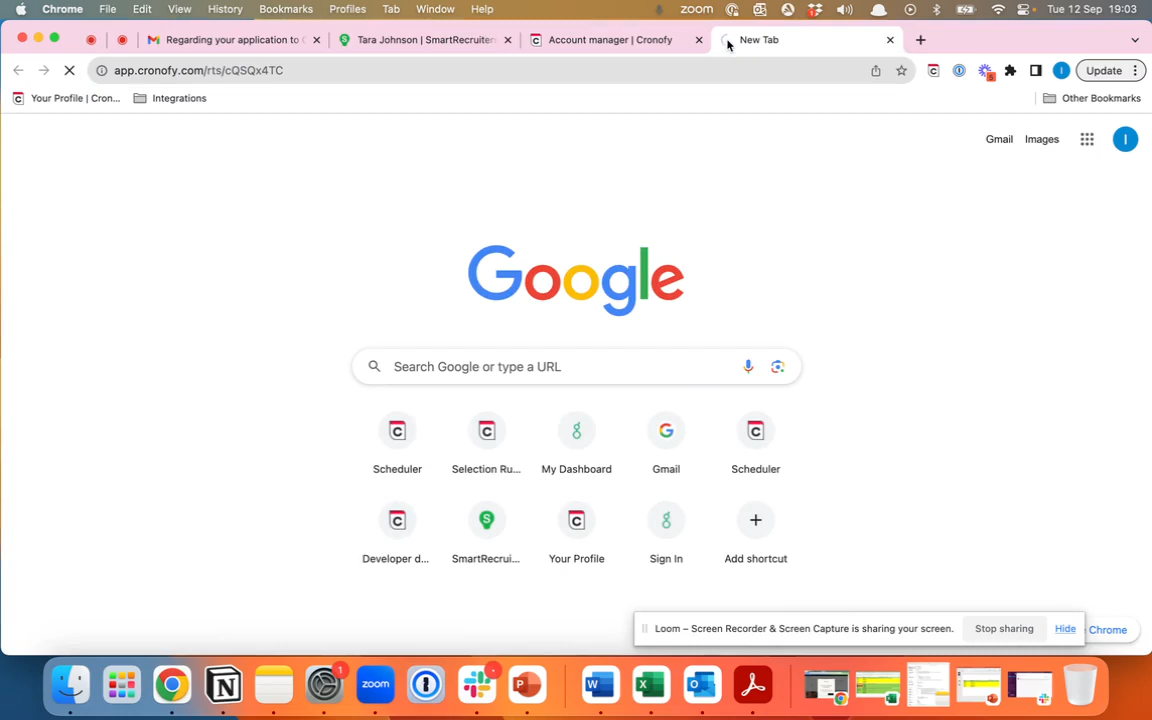 Chrome File Edit View History Bookmarks Profiles Tab Window Help zoom Tue 12 Sep 19:03
Regarding your application to Tara Johnson | SmartRecruiter Account manager | Cronofy New Tab
app.cronofy.com/rts/cQSQx4TC Update
Your Profile | Cron... Integrations Other Bookmarks
Gmail Images I
Google
Search Google or type a URL
Scheduler Selection Ru... My Dashboard Gmail Scheduler
Developer d... SmartRecrui... Your Profile Sign In Add shortcut
Loom – Screen Recorder & Screen Capture is sharing your screen. Stop sharing Hide Chrome
1
zoom